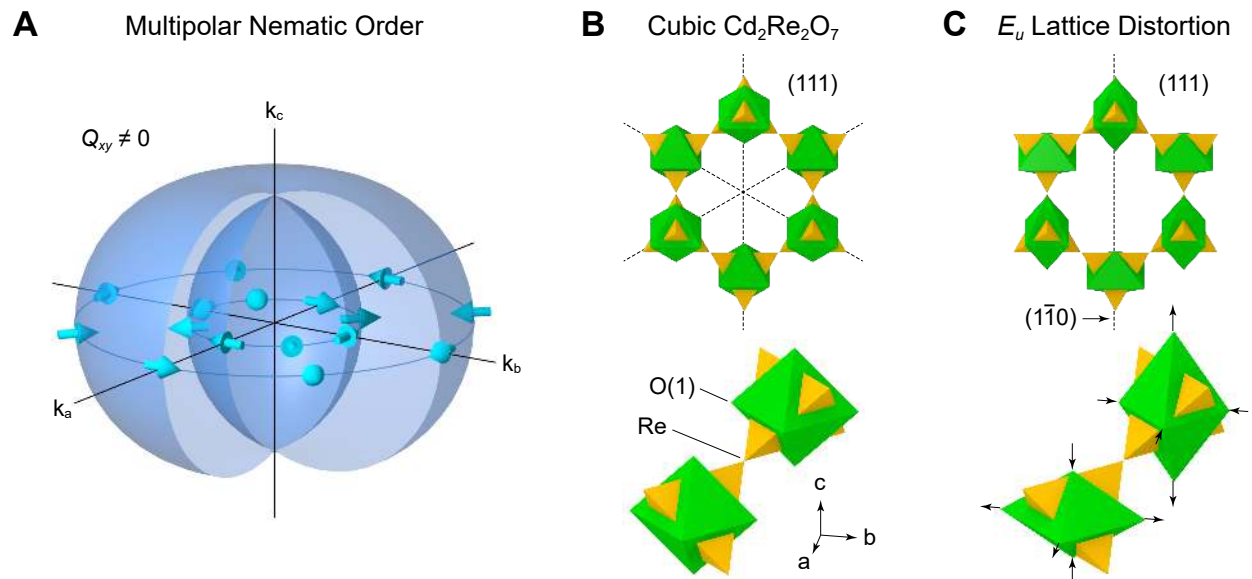 A Multipolar Nematic Order
Qxy ≠ 0
kc
kb
ka
B Cubic Cd2Re2O7
(111)
O(1)
Re
c
b
a
C Eu Lattice Distortion
(111)
(11̅0)